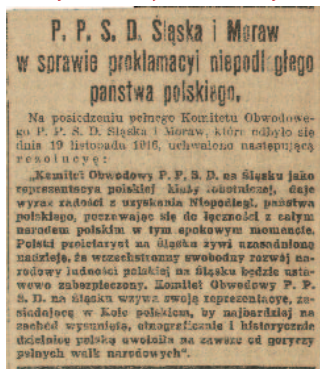 P. P. S. D. Śląska i Moraw
w sprawie proklamacyi niepodległego
państwa polskiego.
Na posiedzeniu pełnego Komitetu Obwodowe-
go P. P. S. D. Śląska i Moraw, które odbyło się
dnia 19 listopada 1916, uchwalono następującą
rezolucyę:
„Komitet Obwodowy P. P. S. D. na Śląsku jako
reprezentacya polskiej klasy robotniczej, daje
wyraz radości z uzyskania Niepodległ. państwa
polskiego, poczuwając się do łączności z całym
narodem polskim w tym epokowym momencie.
Polski proletaryat na Śląsku żywi uzasadnioną
nadzieję, że wszechstronny swobodny rozwój na-
rodowy ludności polskiej na Śląsku będzie usta-
wowo zabezpieczony. Komitet Obwodowy P. P.
S. D. na Śląsku wzywa swoją reprezentacyę, za-
siadającą w Kole polskiem, by najbardziej na
zachód wysuniętą, etnograficznie i historycznie
dzielnicę polską uwolniła na zawsze od goryczy
pełnych walk narodowych".